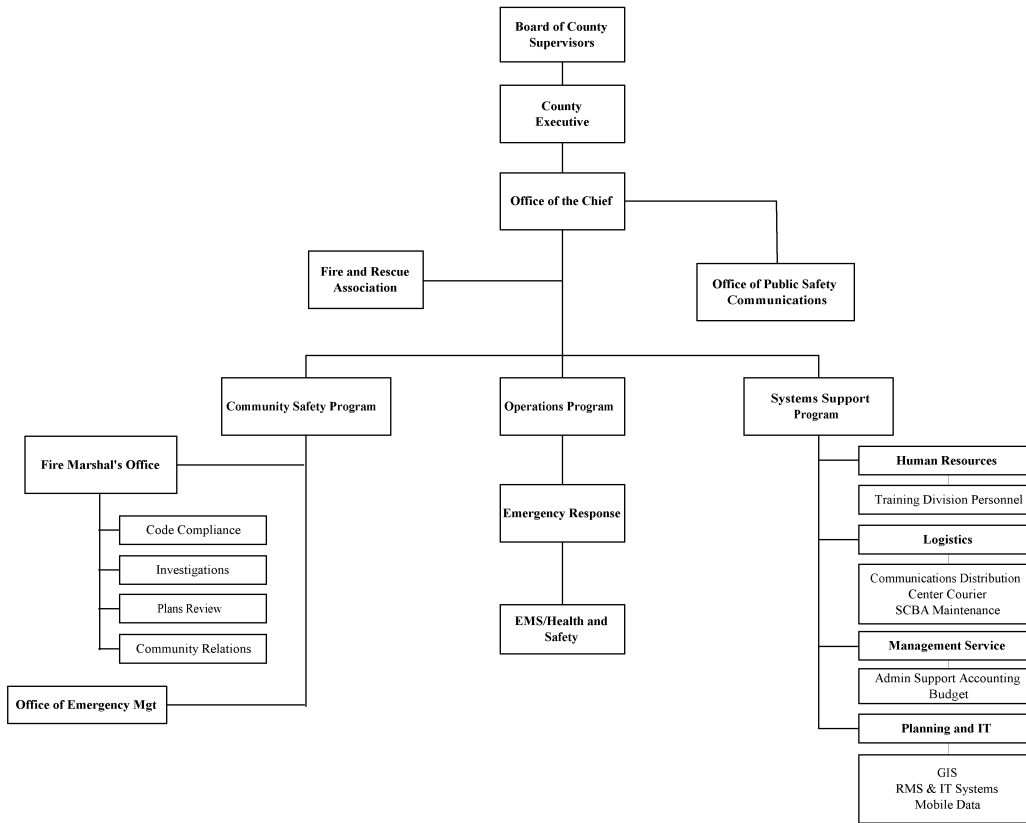 Board of County
Supervisors
County
Executive
Office of the Chief
Fire and Rescue
Association
Office of Public Safety
Communications
Community Safety Program
Operations Program
Systems Support
Program
Fire Marshal's Office
Code Compliance
Investigations
Plans Review
Community Relations
Office of Emergency Mgt
Emergency Response
EMS/Health and
Safety
Human Resources
Training Division Personnel
Logistics
Communications Distribution
Center Courier
SCBA Maintenance
Management Service
Admin Support Accounting
Budget
Planning and IT
GIS
RMS & IT Systems
Mobile Data